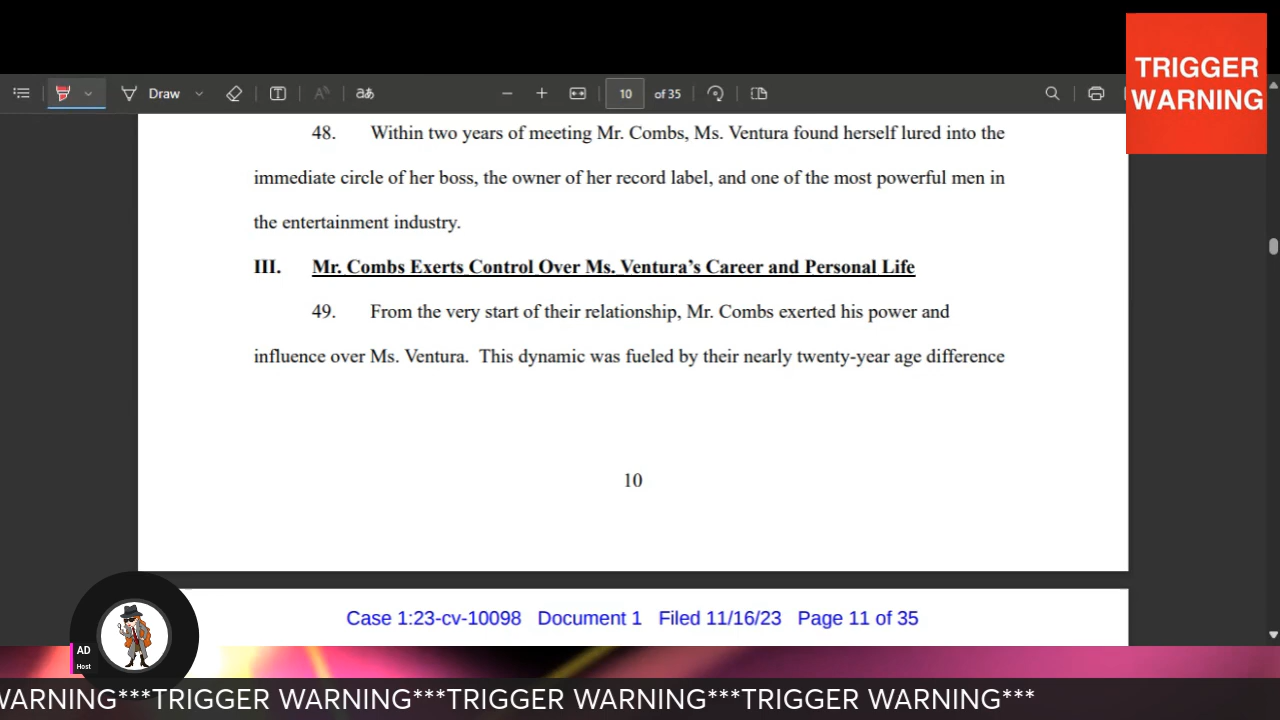 TRIGGER
WARNING
Draw
10 of 35
48. Within two years of meeting Mr. Combs, Ms. Ventura found herself lured into the
immediate circle of her boss, the owner of her record label, and one of the most powerful men in
the entertainment industry.
III. Mr. Combs Exerts Control Over Ms. Ventura’s Career and Personal Life
49. From the very start of their relationship, Mr. Combs exerted his power and
influence over Ms. Ventura. This dynamic was fueled by their nearly twenty-year age difference
10
Case 1:23-cv-10098 Document 1 Filed 11/16/23 Page 11 of 35
AD
Host
WARNING***TRIGGER WARNING***TRIGGER WARNING***TRIGGER WARNING***